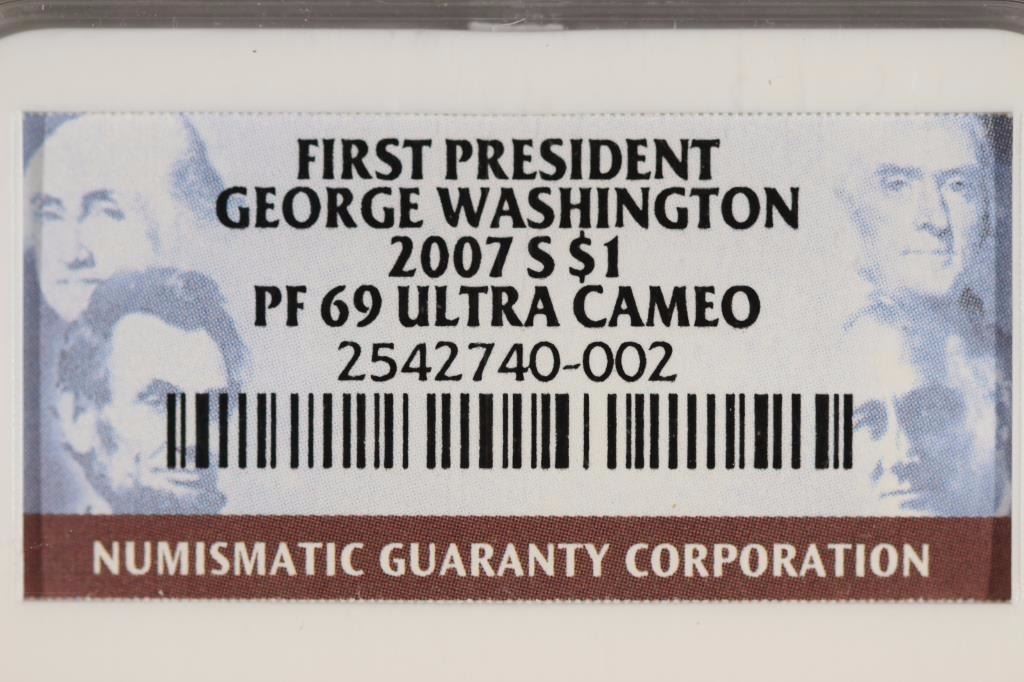 FIRST PRESIDENT
GEORGE WASHINGTON
2007 S $1
PF 69 ULTRA CAMEO
2542740-002
NUMISMATIC GUARANTY CORPORATION